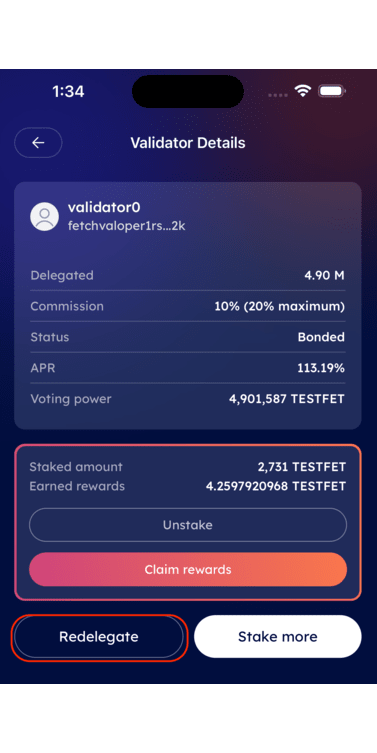 1:34
Validator Details
validator0
fetchvaloper1rs...2k
Delegated 4.90 M
Commission 10% (20% maximum)
Status Bonded
APR 113.19%
Voting power 4,901,587 TESTFET
Staked amount 2,731 TESTFET
Earned rewards 4.2597920968 TESTFET
Unstake
Claim rewards
Redelegate Stake more